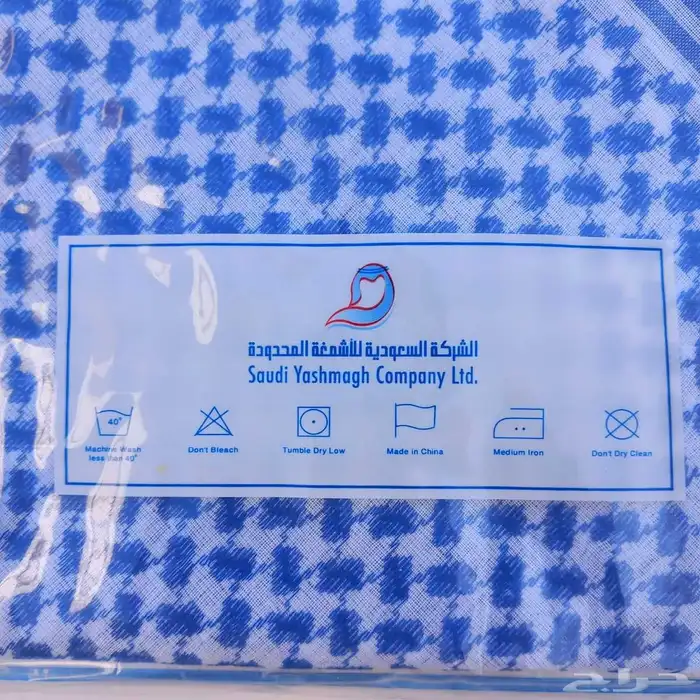 الشركة السعودية للأشمغة المحدودة
Saudi Yashmagh Company Ltd.
40°
Machine Wash
less than 40°
Don't Bleach
Tumble Dry Low
Made in China
Medium Iron
Don't Dry Clean
حراج